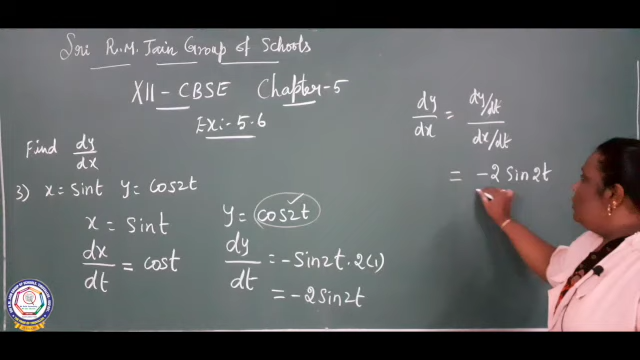 Sri R.M. Jain Group of Schools
XII - CBSE Chapter-5
Ex:- 5.6
Find dy/dx
3) x = sint y = cos2t
x = sint
dx/dt = cost
y = cos2t
dy/dt = -sin2t · 2(1)
= -2sin2t
dy/dx = (dy/dt)/(dx/dt)
= -2 sin2t